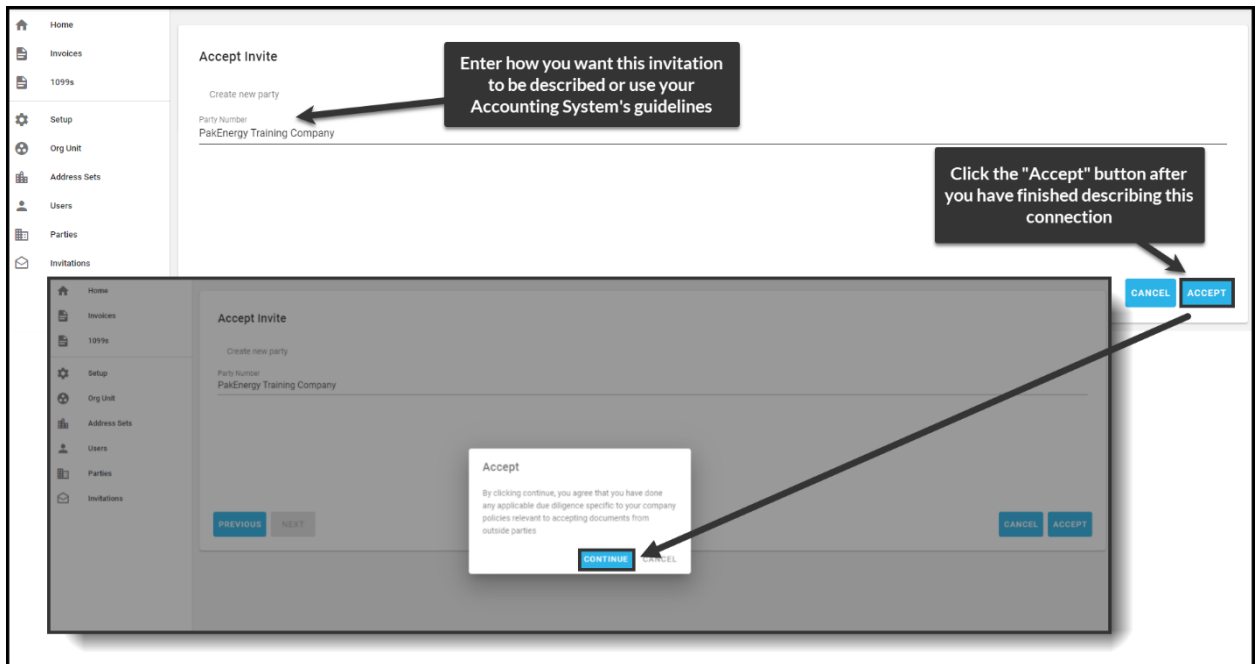 Home
Invoices
1099s
Setup
Org Unit
Address Sets
Users
Parties
Invitations
Accept Invite
Create new party
Party Number
PakEnergy Training Company
Enter how you want this invitation
to be described or use your
Accounting System's guidelines
Click the "Accept" button after
you have finished describing this
connection
CANCEL ACCEPT
Home
Invoices
1099s
Setup
Org Unit
Address Sets
Users
Parties
Invitations
Accept Invite
Create new party
Party Number
PakEnergy Training Company
Accept
By clicking continue, you agree that you have done
any applicable due diligence specific to your company
policies relevant to accepting documents from
outside parties
CONTINUE CANCEL
PREVIOUS NEXT
CANCEL ACCEPT